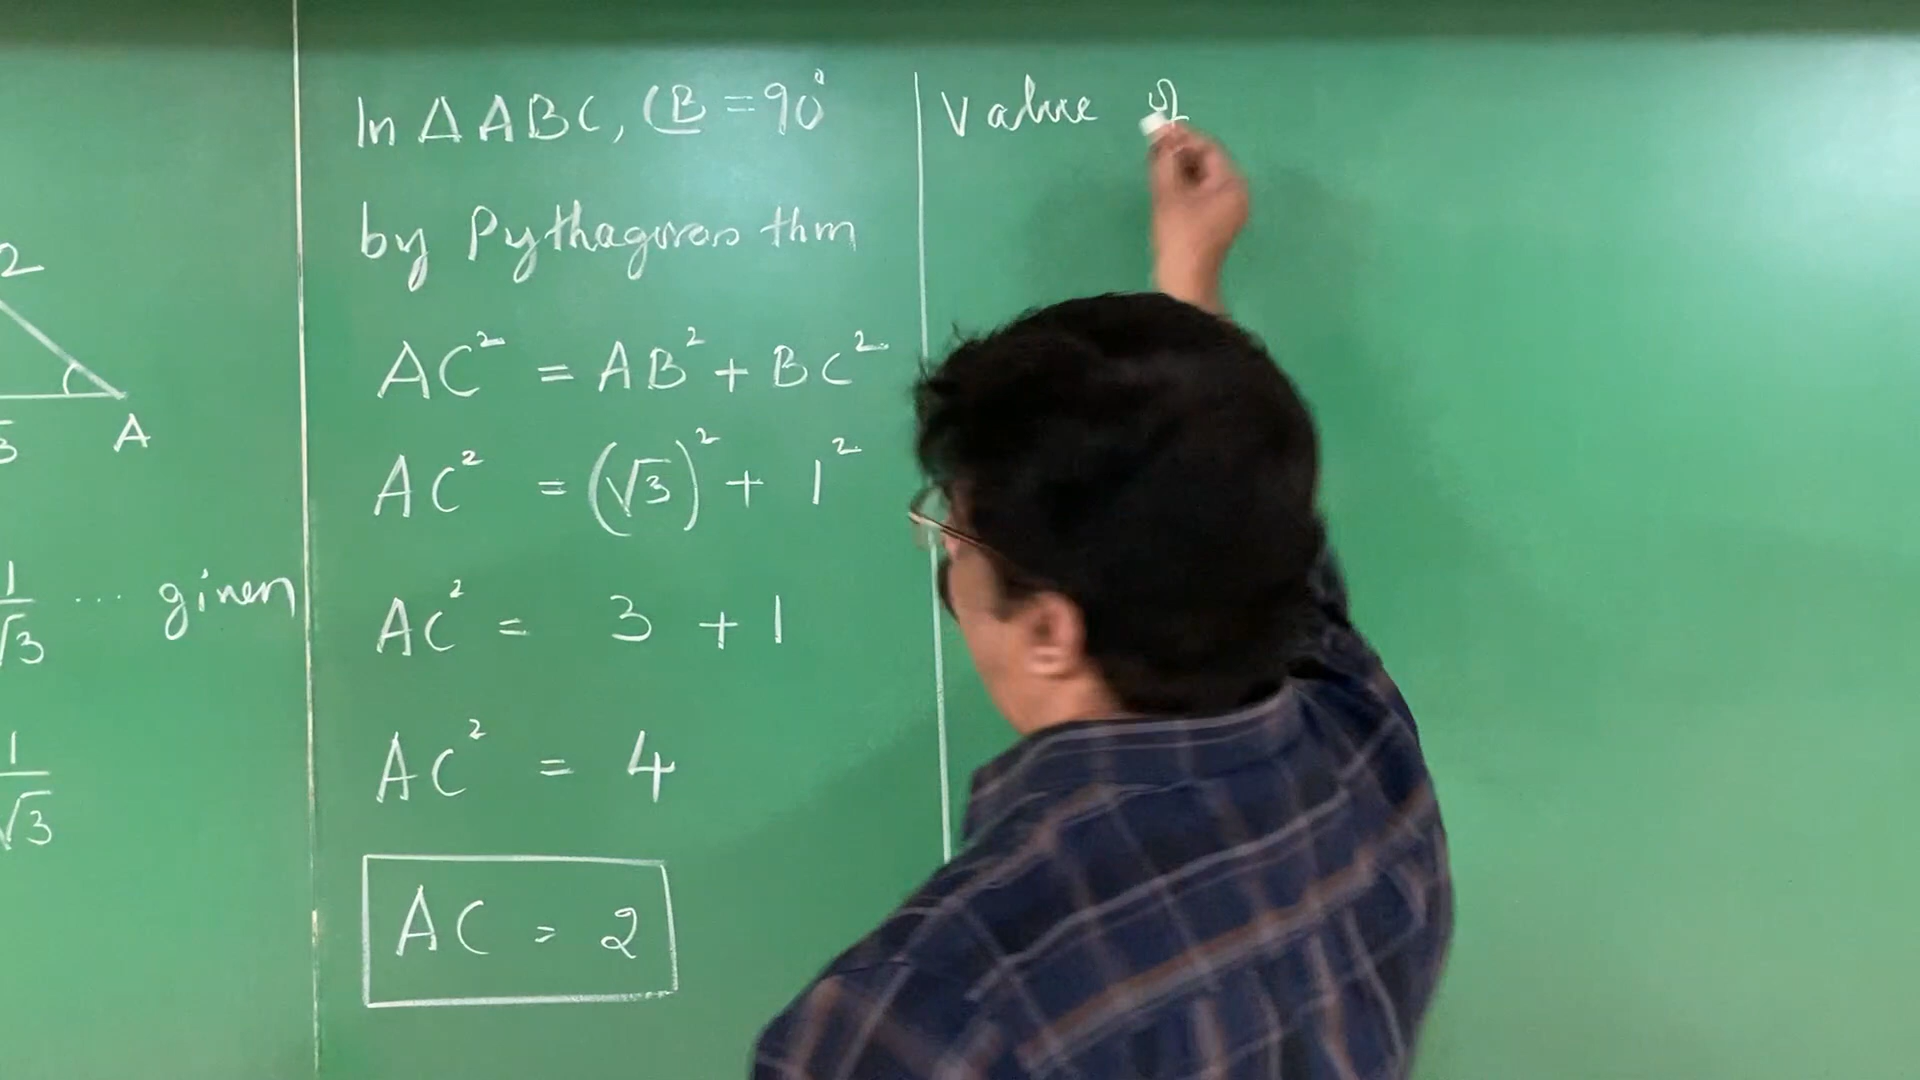 2
√3
A
1/√3 ... given
1/√3
In △ABC, ∠B = 90°
by Pythagoras thm
AC² = AB² + BC²
AC² = (√3)² + 1²
AC² = 3 + 1
AC² = 4
AC = 2
Value